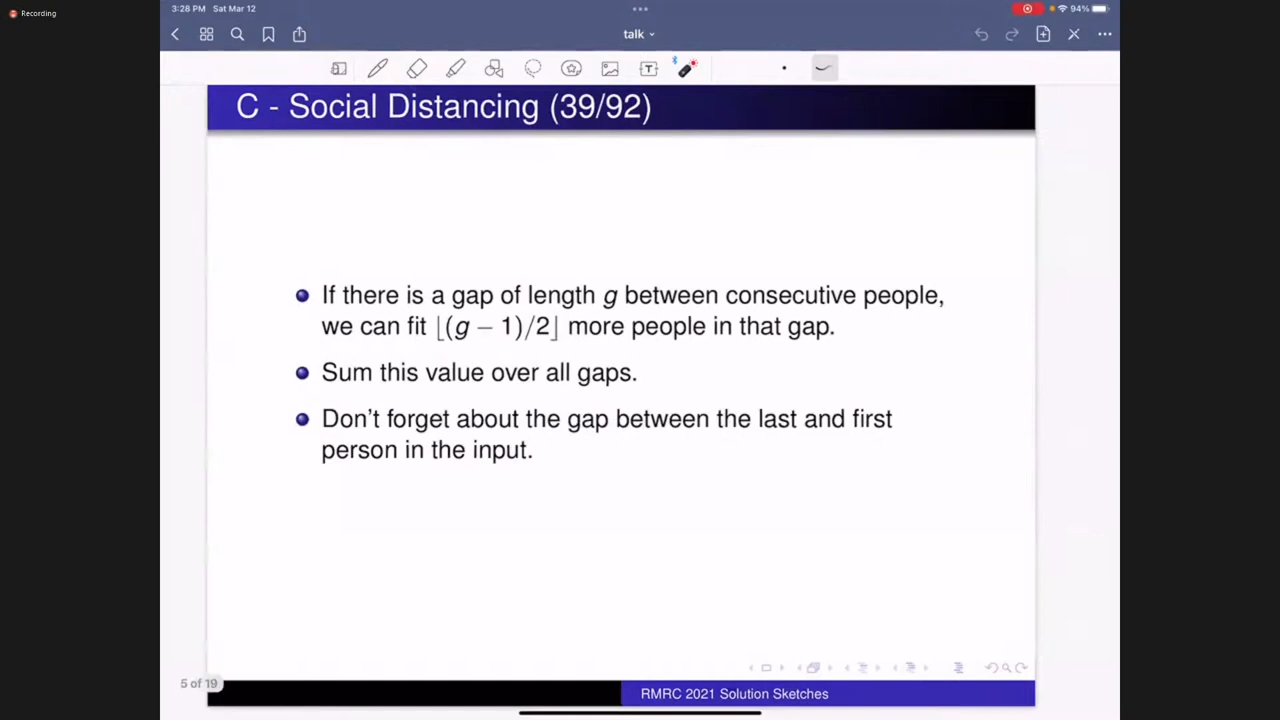 Recording
3:28 PM Sat Mar 12
94%
talk
T
C - Social Distancing (39/92)
If there is a gap of length g between consecutive people,
we can fit ⌊(g − 1)/2⌋ more people in that gap.
Sum this value over all gaps.
Don't forget about the gap between the last and first
person in the input.
5 of 19
RMRC 2021 Solution Sketches